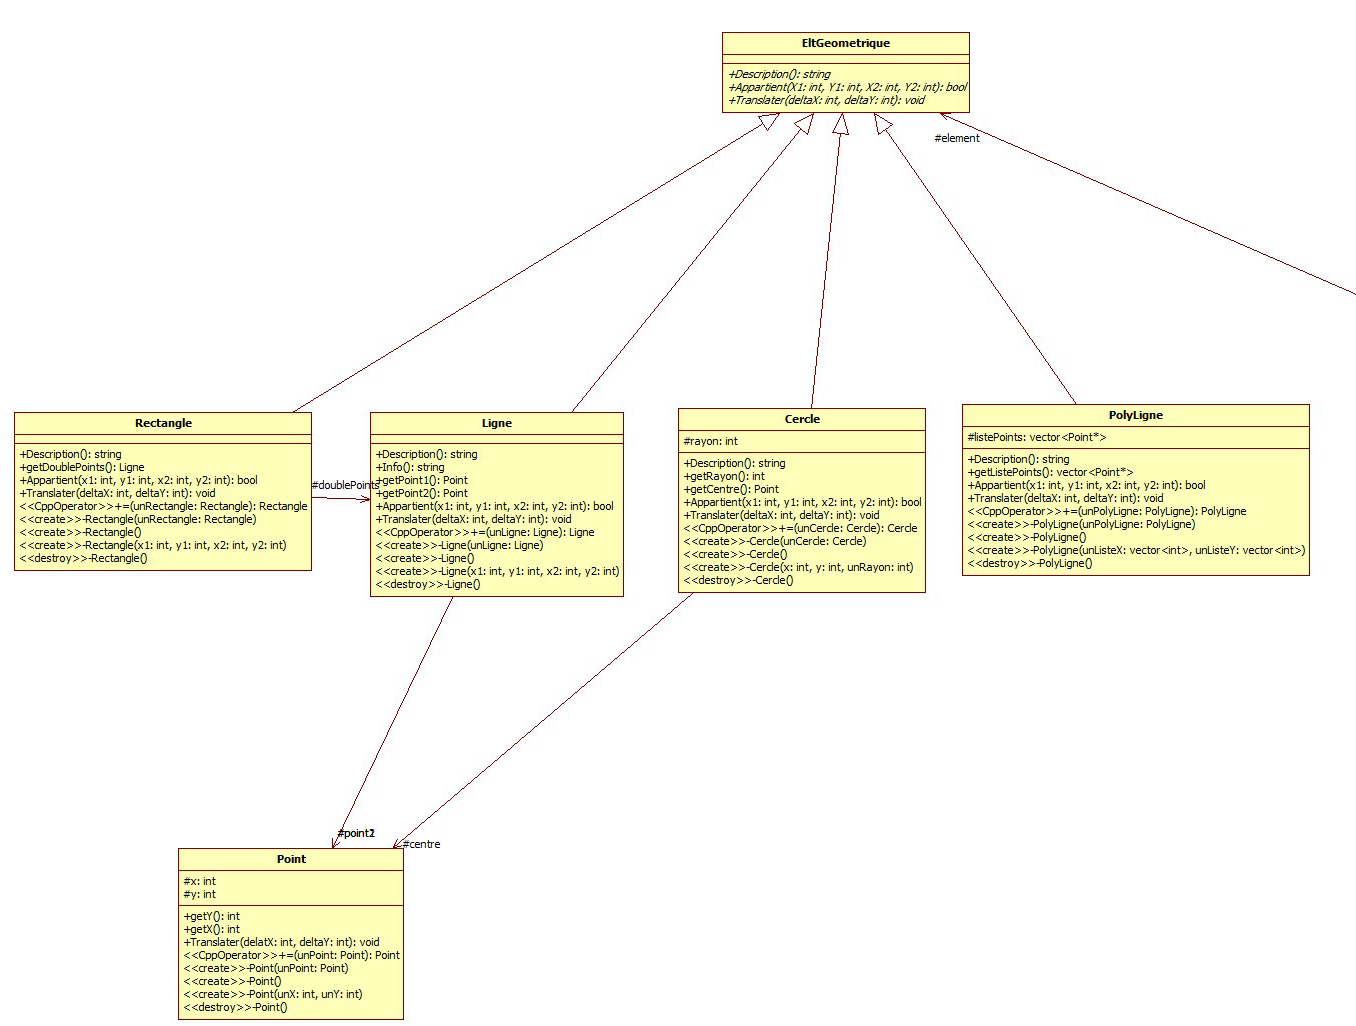 EltGeometrique
+Description(): string
+Appartient(X1: int, Y1: int, X2: int, Y2: int): bool
+Translater(deltaX: int, deltaY: int): void
#element
Rectangle
+Description(): string
+getDoublePoints(): Ligne
+Appartient(x1: int, y1: int, x2: int, y2: int): bool
+Translater(deltaX: int, deltaY: int): void
<<CppOperator>>+=(unRectangle: Rectangle): Rectangle
<<create>>-Rectangle(unRectangle: Rectangle)
<<create>>-Rectangle()
<<create>>-Rectangle(x1: int, y1: int, x2: int, y2: int)
<<destroy>>-Rectangle()
#doublePoints
Ligne
+Description(): string
+Info(): string
+getPoint1(): Point
+getPoint2(): Point
+Appartient(x1: int, y1: int, x2: int, y2: int): bool
+Translater(deltaX: int, deltaY: int): void
<<CppOperator>>+=(unLigne: Ligne): Ligne
<<create>>-Ligne(unLigne: Ligne)
<<create>>-Ligne()
<<create>>-Ligne(x1: int, y1: int, x2: int, y2: int)
<<destroy>>-Ligne()
Cercle
#rayon: int
+Description(): string
+getRayon(): int
+getCentre(): Point
+Appartient(x1: int, y1: int, x2: int, y2: int): bool
+Translater(deltaX: int, deltaY: int): void
<<CppOperator>>+=(unCercle: Cercle): Cercle
<<create>>-Cercle(unCercle: Cercle)
<<create>>-Cercle()
<<create>>-Cercle(x: int, y: int, unRayon: int)
<<destroy>>-Cercle()
PolyLigne
#listePoints: vector<Point*>
+Description(): string
+getListePoints(): vector<Point*>
+Appartient(x1: int, y1: int, x2: int, y2: int): bool
+Translater(deltaX: int, deltaY: int): void
<<CppOperator>>+=(unPolyLigne: PolyLigne): PolyLigne
<<create>>-PolyLigne(unPolyLigne: PolyLigne)
<<create>>-PolyLigne()
<<create>>-PolyLigne(unListeX: vector<int>, unListeY: vector<int>)
<<destroy>>-PolyLigne()
#centre
Point
#x: int
#y: int
+getY(): int
+getX(): int
+Translater(delatX: int, deltaY: int): void
<<CppOperator>>+=(unPoint: Point): Point
<<create>>-Point(unPoint: Point)
<<create>>-Point()
<<create>>-Point(unX: int, unY: int)
<<destroy>>-Point()